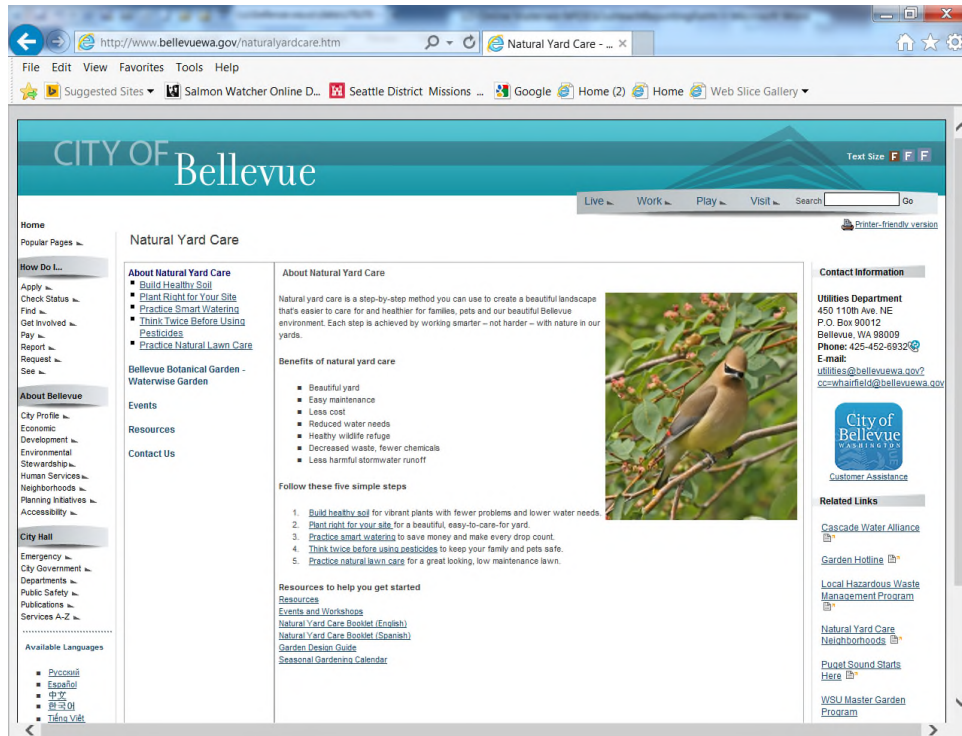 http://www.bellevuewa.gov/naturalyardcare.htm
Natural Yard Care - ...
File Edit View Favorites Tools Help
Suggested Sites
Salmon Watcher Online D...
Seattle District Missions ...
Google
Home (2)
Home
Web Slice Gallery
CITY OF Bellevue
Text Size F F F
Live Work Play Visit Search Go
Printer-friendly version
Home
Popular Pages
How Do I...
Apply
Check Status
Find
Get Involved
Pay
Report
Request
See
About Bellevue
City Profile
Economic
Development
Environmental
Stewardship
Human Services
Neighborhoods
Planning Initiatives
Accessibility
City Hall
Emergency
City Government
Departments
Public Safety
Publications
Services A-Z
Available Languages
Русский
Español
中文
한국어
Tiếng Việt
Natural Yard Care
About Natural Yard Care
Build Healthy Soil
Plant Right for Your Site
Practice Smart Watering
Think Twice Before Using
Pesticides
Practice Natural Lawn Care
Bellevue Botanical Garden -
Waterwise Garden
Events
Resources
Contact Us
About Natural Yard Care
Natural yard care is a step-by-step method you can use to create a beautiful landscape
that's easier to care for and healthier for families, pets and our beautiful Bellevue
environment. Each step is achieved by working smarter – not harder – with nature in our
yards.
Benefits of natural yard care
Beautiful yard
Easy maintenance
Less cost
Reduced water needs
Healthy wildlife refuge
Decreased waste, fewer chemicals
Less harmful stormwater runoff
Follow these five simple steps
1. Build healthy soil for vibrant plants with fewer problems and lower water needs.
2. Plant right for your site for a beautiful, easy-to-care-for yard.
3. Practice smart watering to save money and make every drop count.
4. Think twice before using pesticides to keep your family and pets safe.
5. Practice natural lawn care for a great looking, low maintenance lawn.
Resources to help you get started
Resources
Events and Workshops
Natural Yard Care Booklet (English)
Natural Yard Care Booklet (Spanish)
Garden Design Guide
Seasonal Gardening Calendar
Contact Information
Utilities Department
450 110th Ave. NE
P.O. Box 90012
Bellevue, WA 98009
Phone: 425-452-6932
E-mail:
utilities@bellevuewa.gov?
cc=whairfield@bellevuewa.gov
City of
Bellevue
WASHINGTON
Customer Assistance
Related Links
Cascade Water Alliance
Garden Hotline
Local Hazardous Waste
Management Program
Natural Yard Care
Neighborhoods
Puget Sound Starts
Here
WSU Master Garden
Program